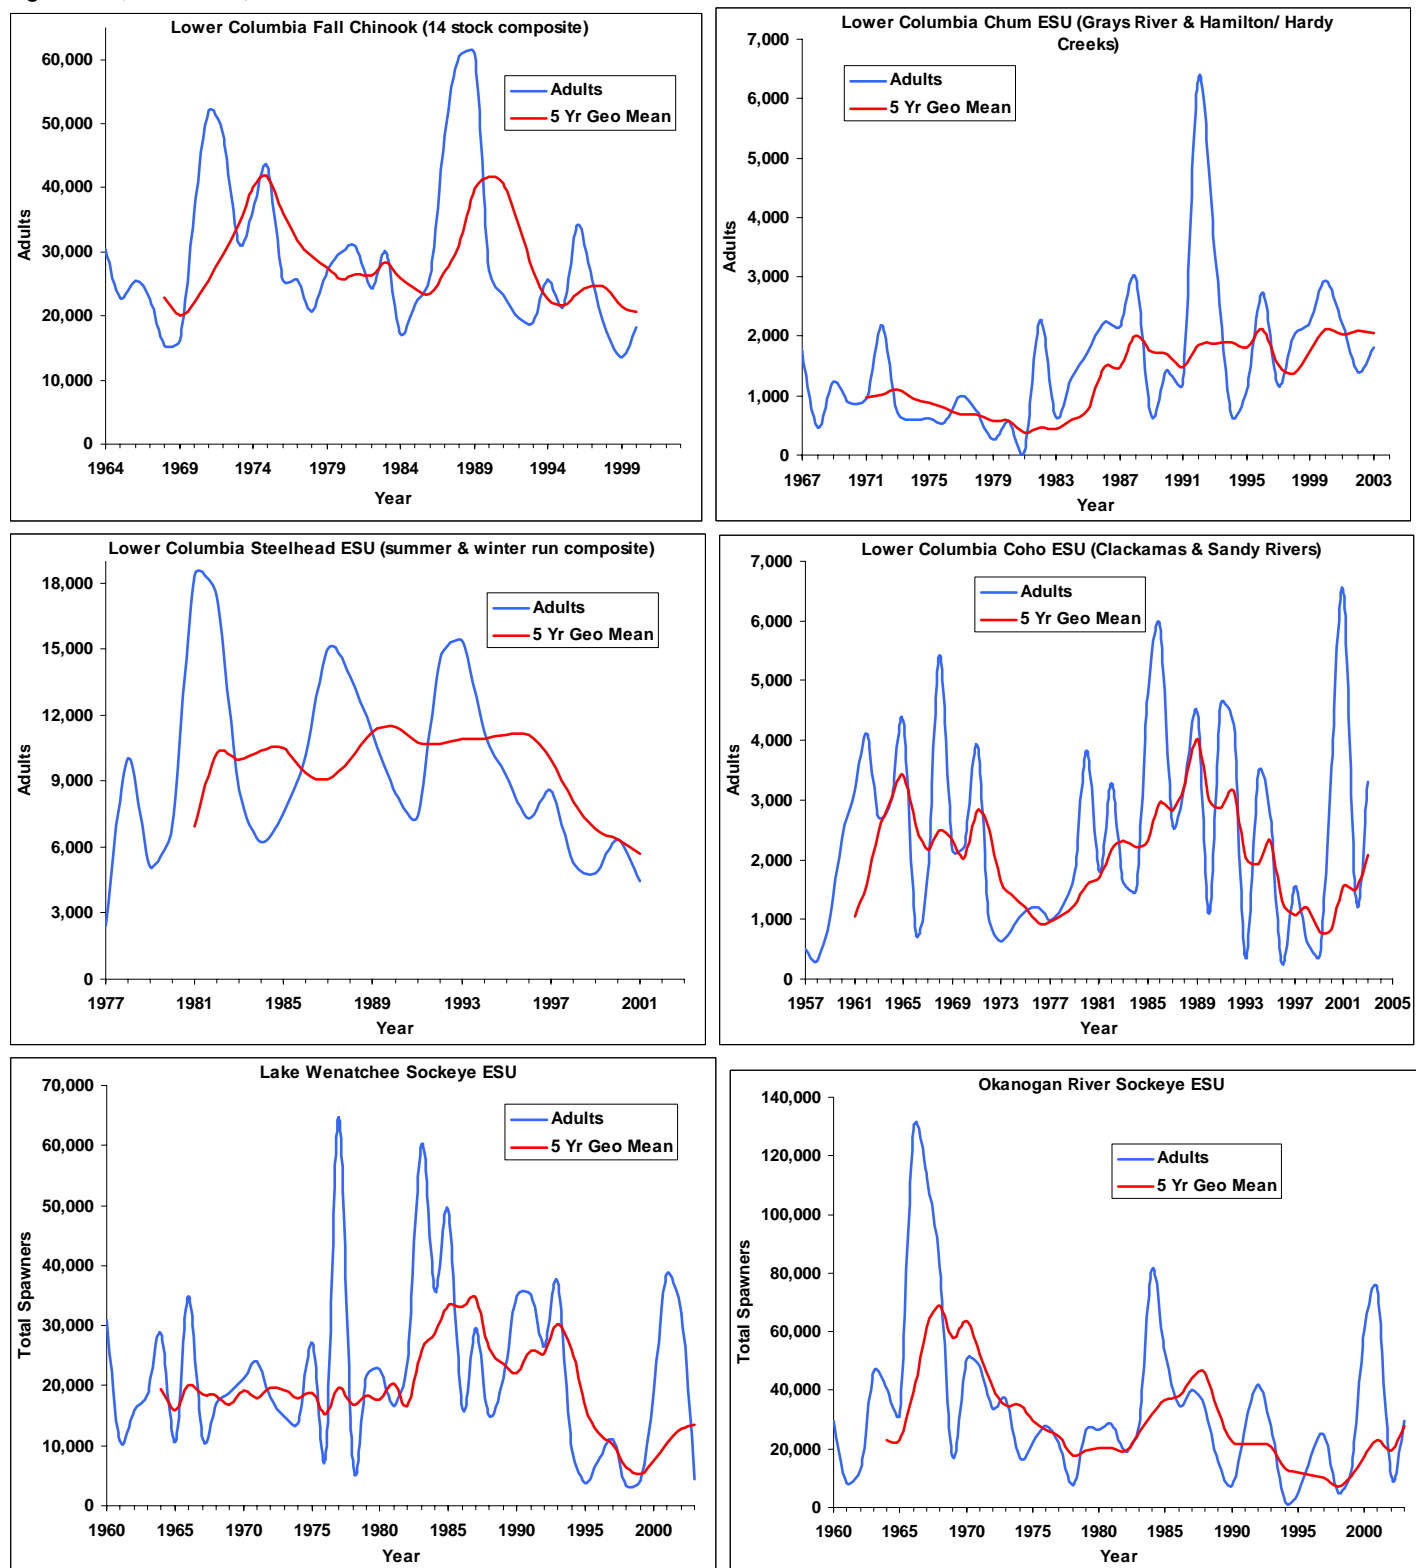 Lower Columbia Fall Chinook (14 stock composite)
60,000
50,000
40,000
30,000
20,000
10,000
0
Adults
Adults
5 Yr Geo Mean
1964 1969 1974 1979 1984 1989 1994 1999
Year
Lower Columbia Chum ESU (Grays River & Hamilton/ Hardy
Creeks)
7,000
6,000
5,000
4,000
3,000
2,000
1,000
0
Adults
Adults
5 Yr Geo Mean
1967 1971 1975 1979 1983 1987 1991 1995 1999 2003
Year
Lower Columbia Steelhead ESU (summer & winter run composite)
18,000
15,000
12,000
9,000
6,000
3,000
0
Adults
Adults
5 Yr Geo Mean
1977 1981 1985 1989 1993 1997 2001
Year
Lower Columbia Coho ESU (Clackamas & Sandy Rivers)
7,000
6,000
5,000
4,000
3,000
2,000
1,000
0
Adults
Adults
5 Yr Geo Mean
1957 1961 1965 1969 1973 1977 1981 1985 1989 1993 1997 2001 2005
Year
Lake Wenatchee Sockeye ESU
70,000
60,000
50,000
40,000
30,000
20,000
10,000
0
Total Spawners
Adults
5 Yr Geo Mean
1960 1965 1970 1975 1980 1985 1990 1995 2000
Year
Okanogan River Sockeye ESU
140,000
120,000
100,000
80,000
60,000
40,000
20,000
0
Total Spawners
Adults
5 Yr Geo Mean
1960 1965 1970 1975 1980 1985 1990 1995 2000
Year